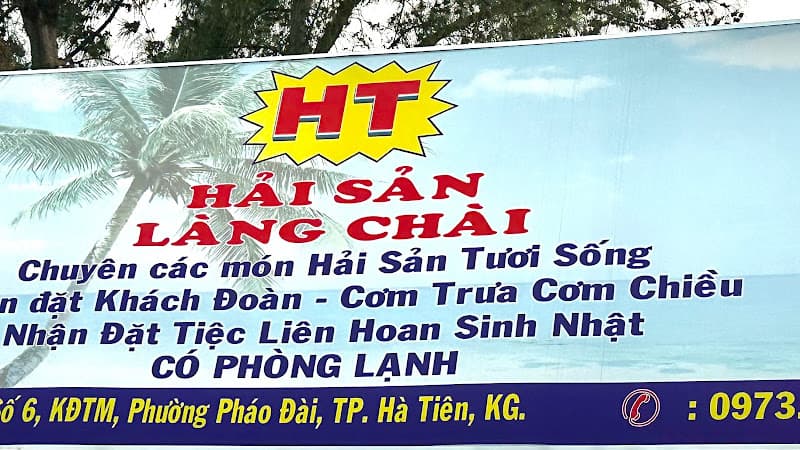 HT
HẢI SẢN
LÀNG CHÀI
Chuyên các món Hải Sản Tươi Sống
đặt Khách Đoàn - Cơm Trưa Cơm Chiều
Nhận Đặt Tiệc Liên Hoan Sinh Nhật
CÓ PHÒNG LẠNH
Số 6, KĐTM, Phường Pháo Đài, TP. Hà Tiên, KG. : 0973.